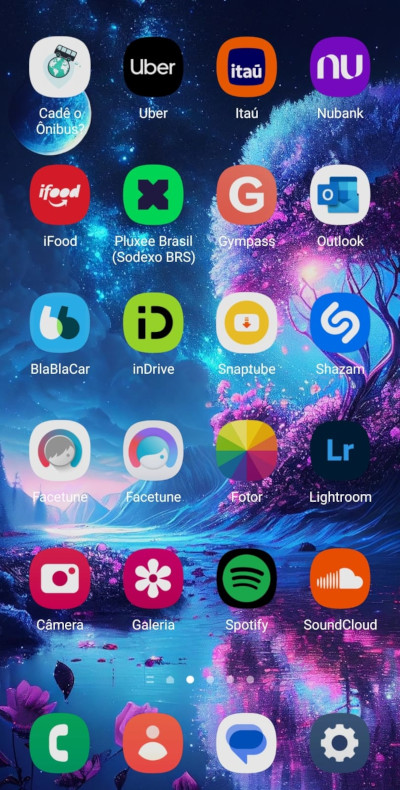 Cadê o
Ônibus?
Uber
Uber
itaú
Itaú
nu
Nubank
ifood
iFood
Pluxee Brasil
(Sodexo BRS)
G
Gympass
O
Outlook
BlaBlaCar
iD
inDrive
Snaptube
Shazam
Facetune
Facetune
Fotor
Lr
Lightroom
Câmera
Galeria
Spotify
SoundCloud